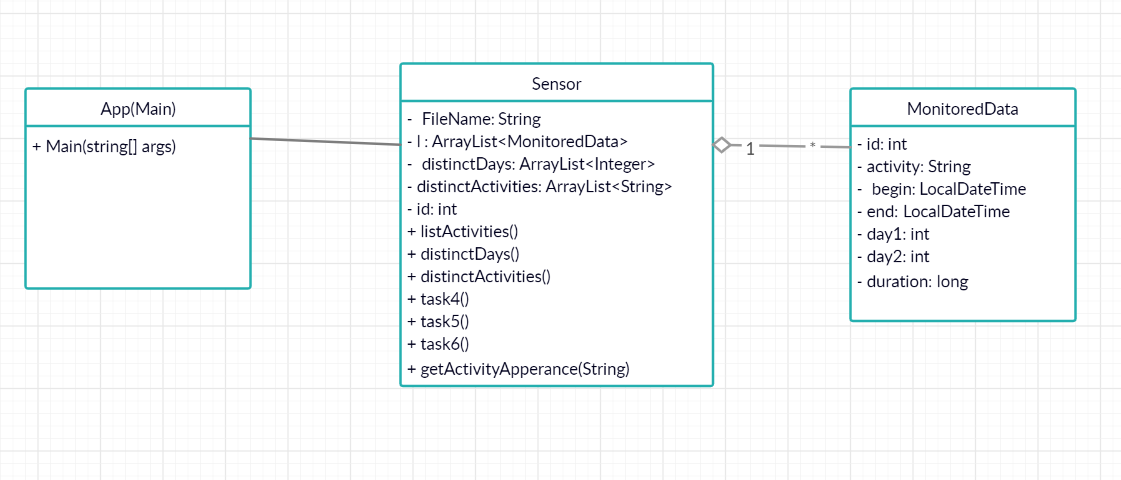 App(Main)
+ Main(string[] args)
Sensor
- FileName: String
- l : ArrayList<MonitoredData>
- distinctDays: ArrayList<Integer>
- distinctActivities: ArrayList<String>
- id: int
+ listActivities()
+ distinctDays()
+ distinctActivities()
+ task4()
+ task5()
+ task6()
+ getActivityApperance(String)
1
*
MonitoredData
- id: int
- activity: String
- begin: LocalDateTime
- end: LocalDateTime
- day1: int
- day2: int
- duration: long